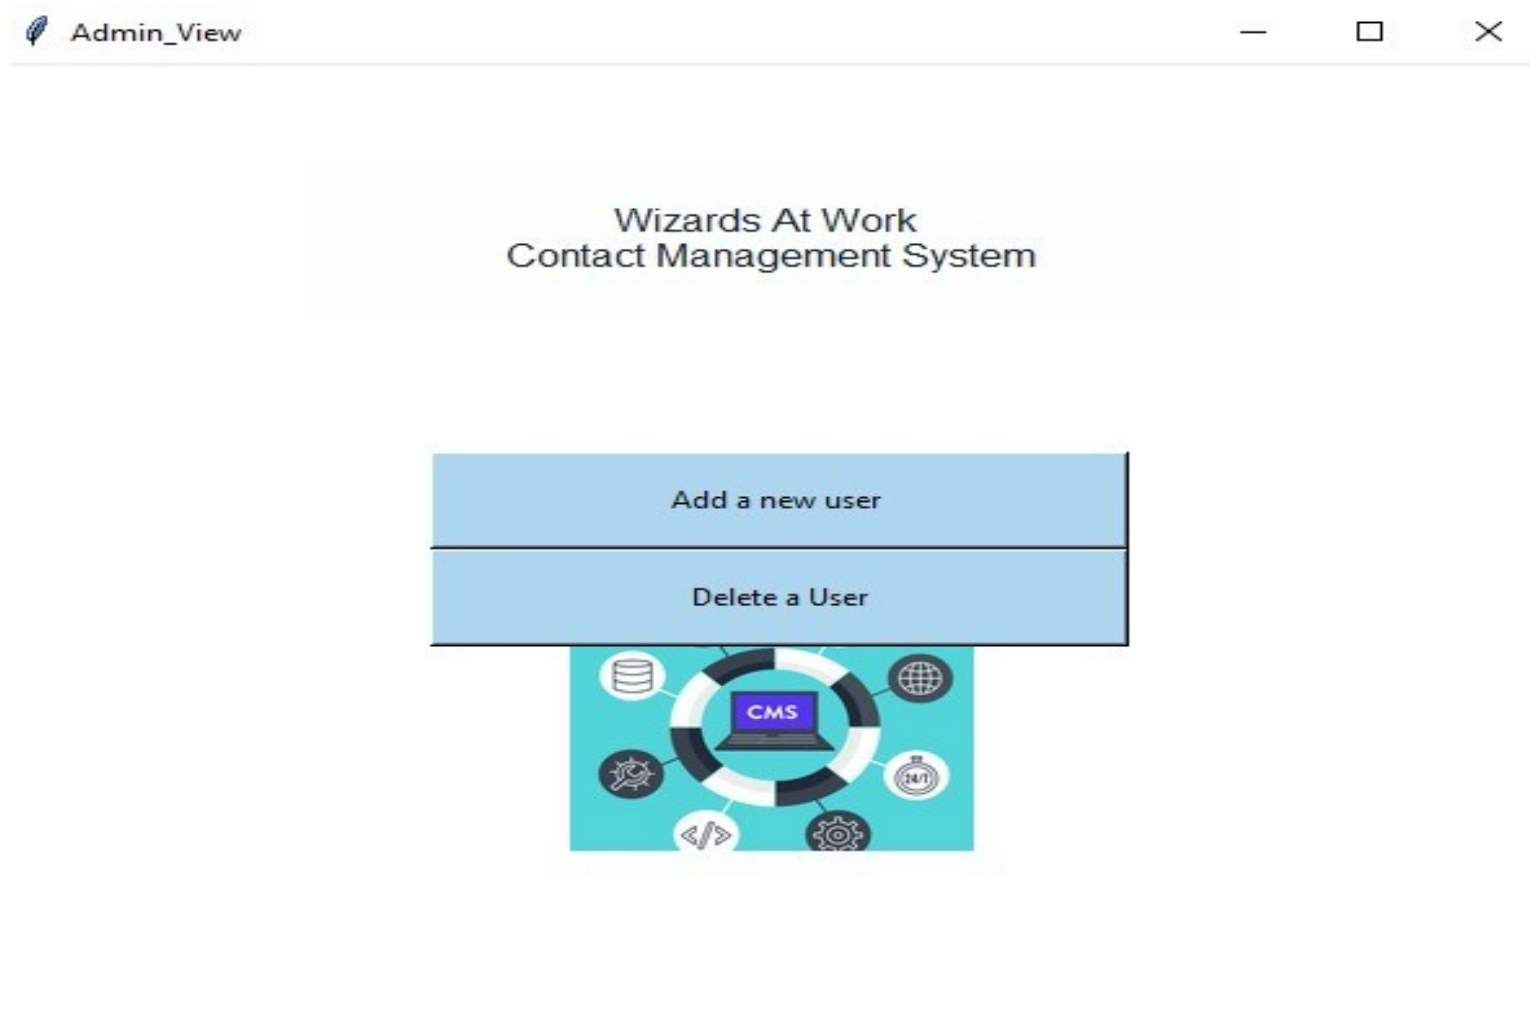 Admin_View
Wizards At Work
Contact Management System
Add a new user
Delete a User
CMS
24/7
</>